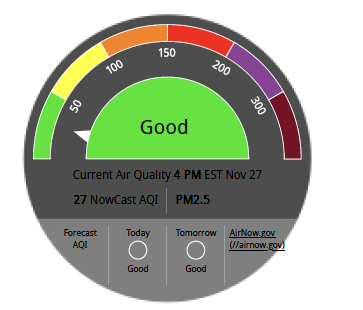 50
100
150
200
300
Good
Current Air Quality 4 PM EST Nov 27
27 NowCast AQI PM2.5
Forecast AQI
Today
Good
Tomorrow
Good
AirNow.gov
(//airnow.gov)